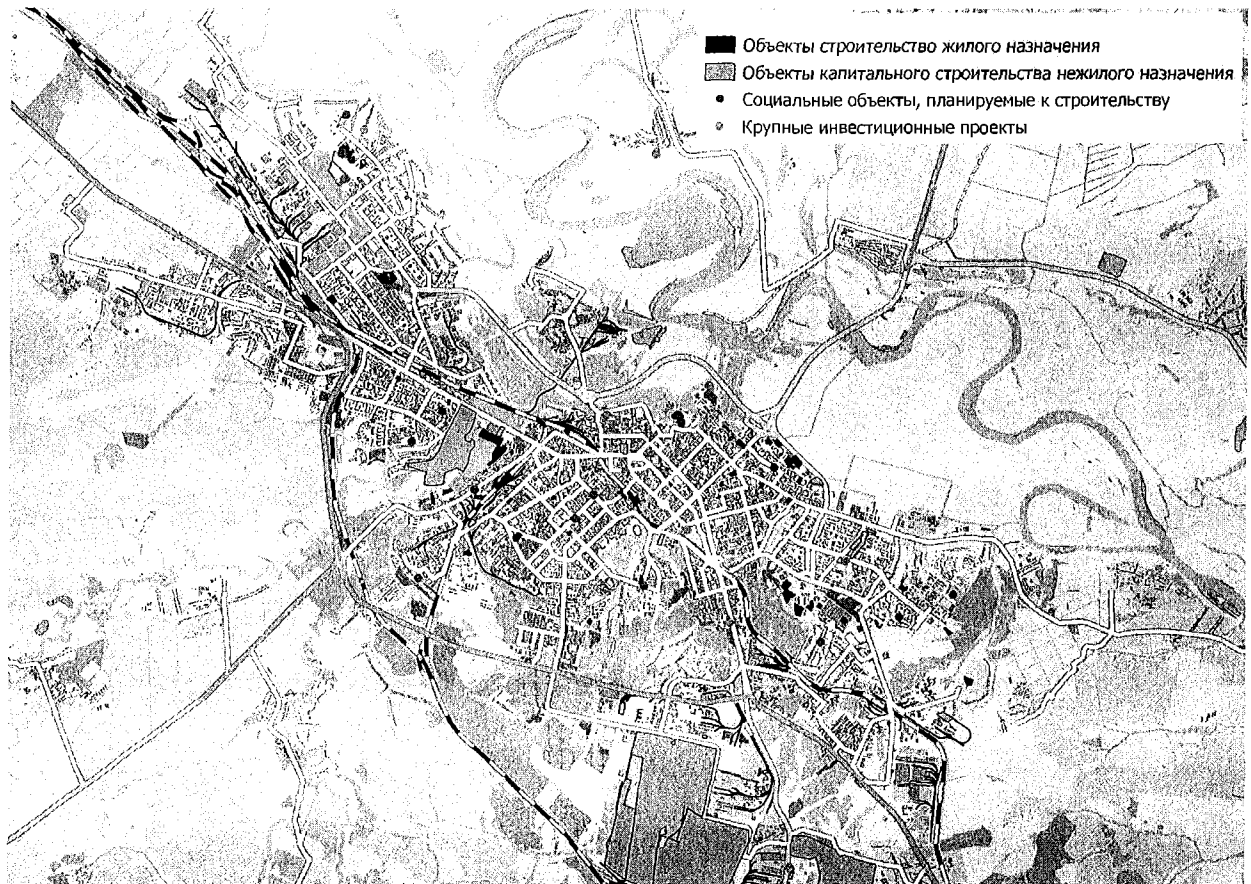 Объекты строительство жилого назначения
Объекты капитального строительства нежилого назначения
Социальные объекты, планируемые к строительству
Крупные инвестиционные проекты